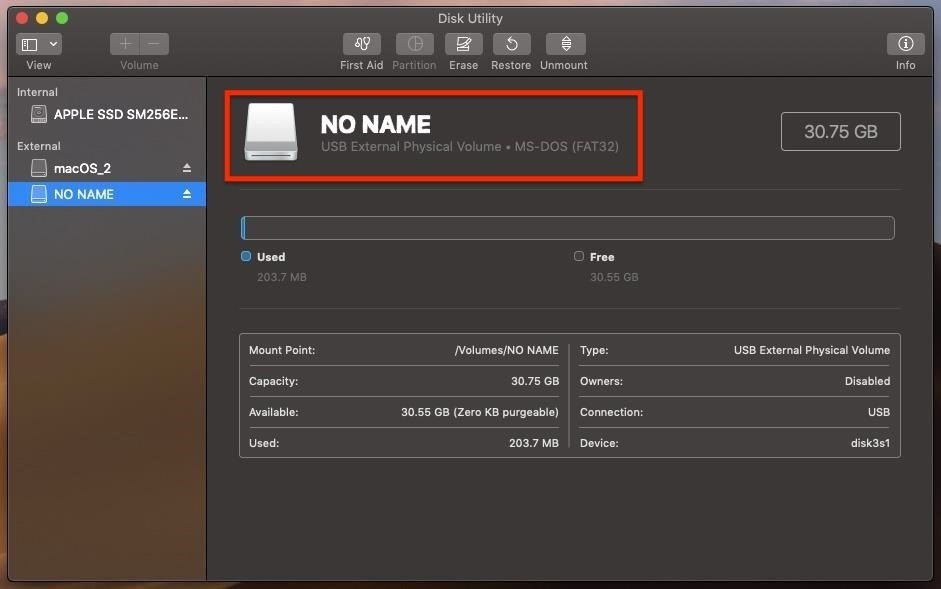 Disk Utility
View Volume First Aid Partition Erase Restore Unmount Info
Internal
APPLE SSD SM256E...
External
macOS_2
NO NAME
NO NAME
USB External Physical Volume • MS-DOS (FAT32)
30.75 GB
Used
203.7 MB
Free
30.55 GB
Mount Point: /Volumes/NO NAME
Capacity: 30.75 GB
Available: 30.55 GB (Zero KB purgeable)
Used: 203.7 MB
Type: USB External Physical Volume
Owners: Disabled
Connection: USB
Device: disk3s1